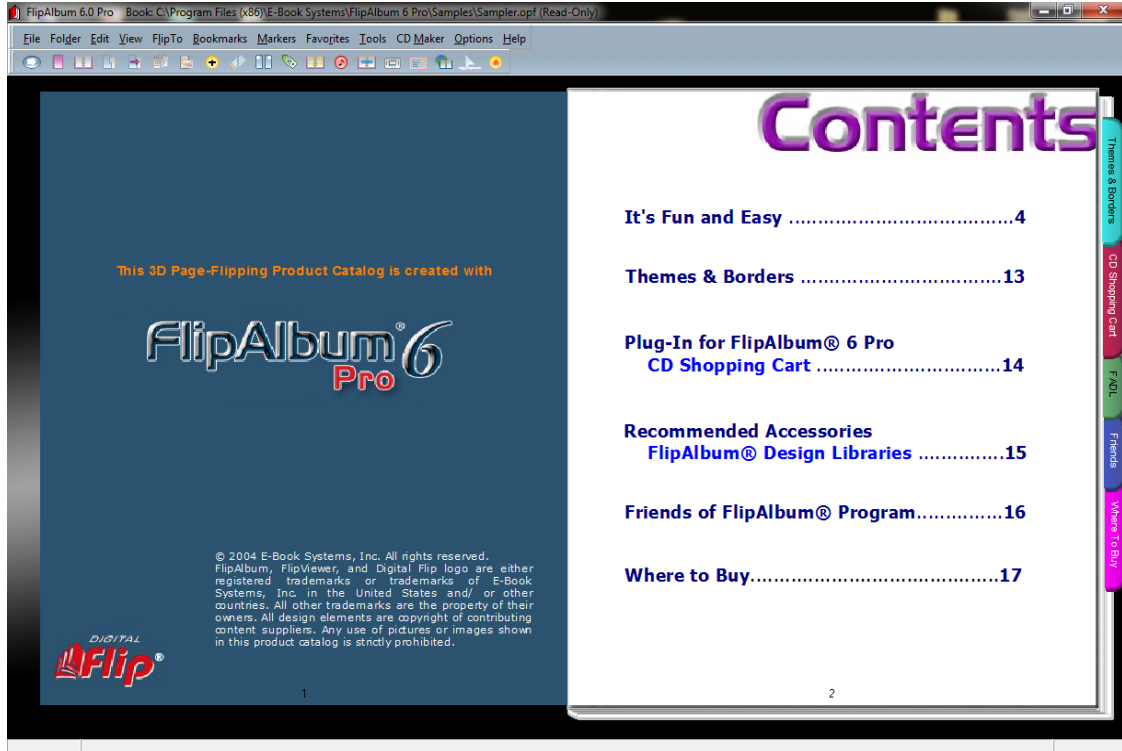 FlipAlbum 6.0 Pro    Book: C:\Program Files (x86)\E-Book Systems\FlipAlbum 6 Pro\Samples\Sampler.opf (Read-Only)
File Folder Edit View FlipTo Bookmarks Markers Favorites Tools CD Maker Options Help
This 3D Page-Flipping Product Catalog is created with
FlipAlbum® 6
Pro
© 2004 E-Book Systems, Inc. All rights reserved.
FlipAlbum, FlipViewer, and Digital Flip logo are either
registered trademarks or trademarks of E-Book
Systems, Inc. in the United States and/ or other
countries. All other trademarks are the property of their
owners. All design elements are copyright of contributing
content suppliers. Any use of pictures or images shown
in this product catalog is strictly prohibited.
DIGITAL
Flip®
1
Contents
It's Fun and Easy .......................................4
Themes & Borders ...................................13
Plug-In for FlipAlbum® 6 Pro
CD Shopping Cart ................................14
Recommended Accessories
FlipAlbum® Design Libraries ...............15
Friends of FlipAlbum® Program...............16
Where to Buy...........................................17
2
Themes & Borders
CD Shopping Cart
FADL
Friends
Where To Buy